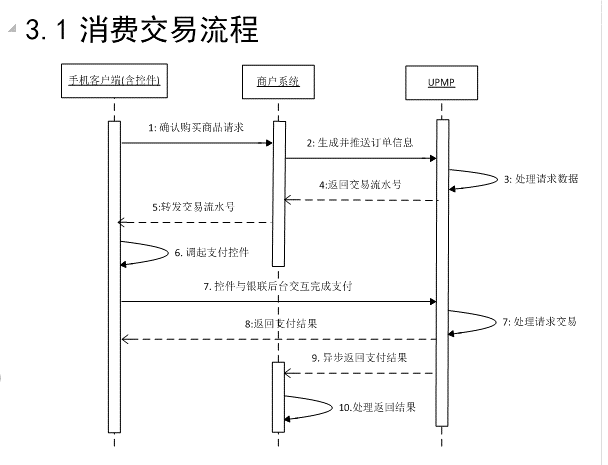 3.1 消费交易流程
手机客户端(含控件)
商户系统
UPMP
1: 确认购买商品请求
2: 生成并推送订单信息
3: 处理请求数据
4:返回交易流水号
5:转发交易流水号
6. 调起支付控件
7. 控件与银联后台交互完成支付
7: 处理请求交易
8:返回支付结果
9. 异步返回支付结果
10.处理返回结果